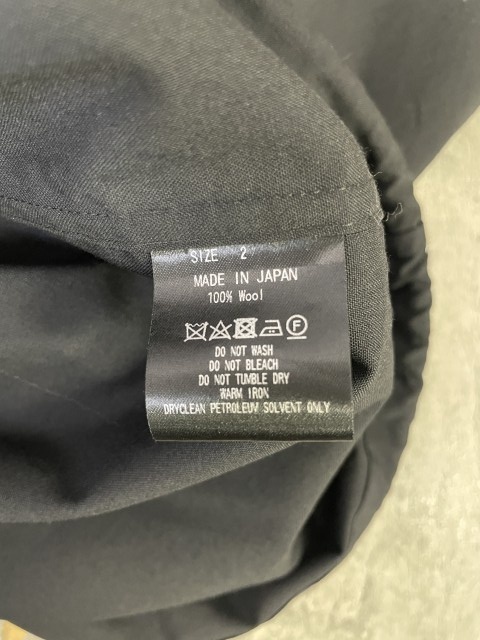 SIZE 2
MADE IN JAPAN
100% Wool
F
DO NOT WASH
DO NOT BLEACH
DO NOT TUMBLE DRY
WARM IRON
DRYCLEAN PETROLEUV SOLVENT ONLY